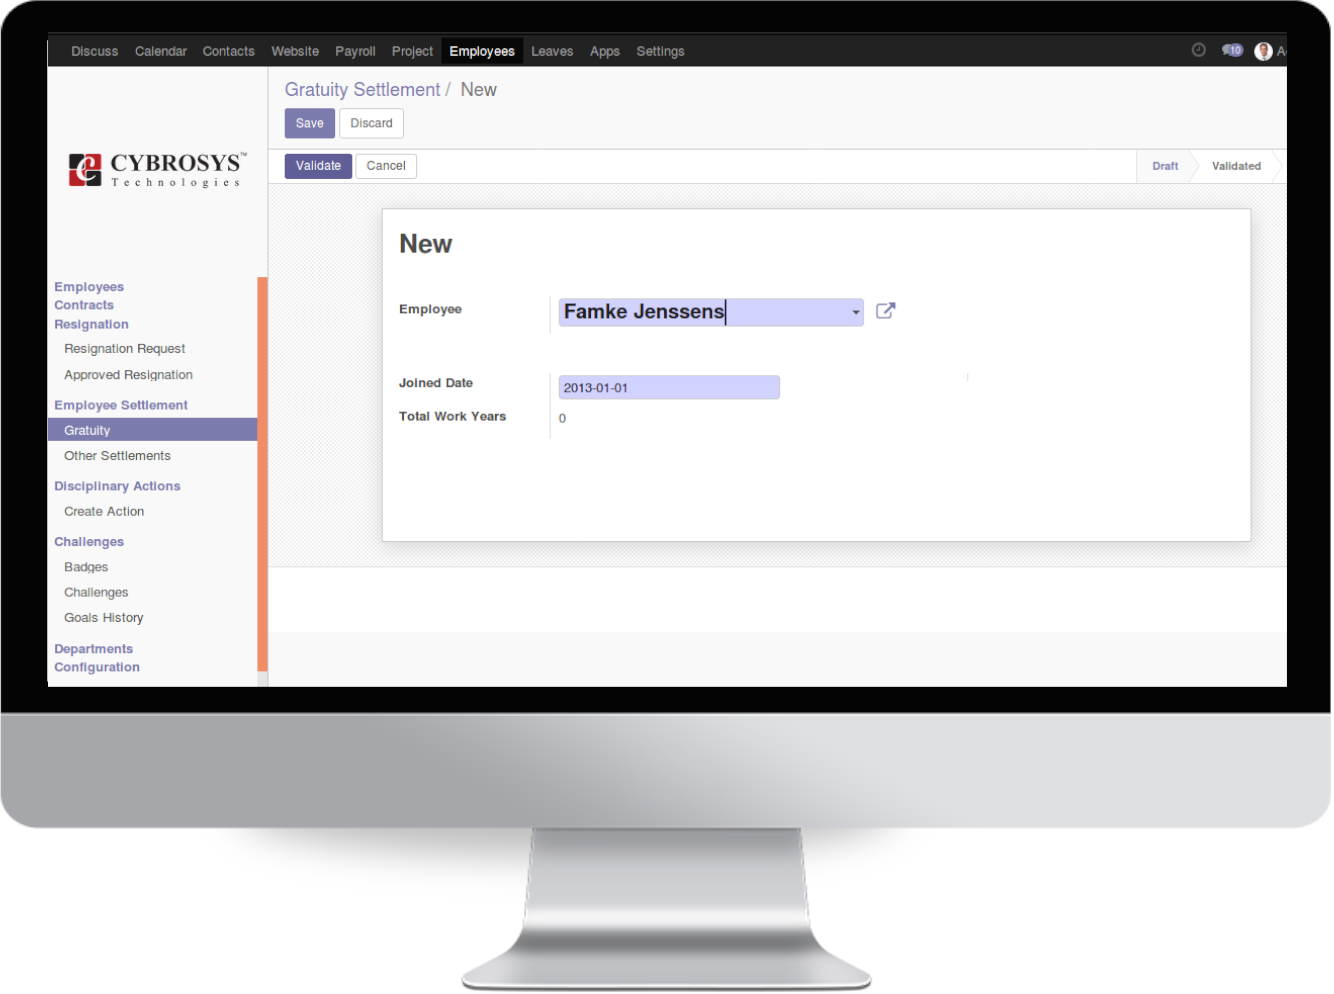 Discuss Calendar Contacts Website Payroll Project Employees Leaves Apps Settings 10
Gratuity Settlement / New
Save Discard
Validate Cancel Draft Validated
CYBROSYS™
Technologies
New
Employees
Contracts
Resignation
Resignation Request
Approved Resignation
Employee Settlement
Gratuity
Other Settlements
Disciplinary Actions
Create Action
Challenges
Badges
Challenges
Goals History
Departments
Configuration
Employee Famke Jenssens
Joined Date 2013-01-01
Total Work Years 0